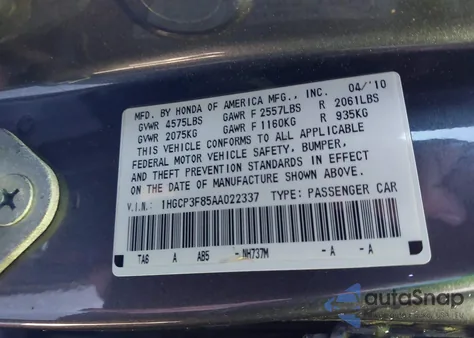 MFD. BY HONDA OF AMERICA MFG., INC. 04/'10
GVWR 4575LBS GAWR F 2557LBS R 2061LBS
GVWR 2075KG GAWR F 1160KG R 935KG
THIS VEHICLE CONFORMS TO ALL APPLICABLE
FEDERAL MOTOR VEHICLE SAFETY, BUMPER,
AND THEFT PREVENTION STANDARDS IN EFFECT
ON THE DATE OF MANUFACTURE SHOWN ABOVE.
V.I.N: 1HGCP3F85AA022337 TYPE: PASSENGER CAR
TA6 A AB5 - NH737M -A -A
autoSnap